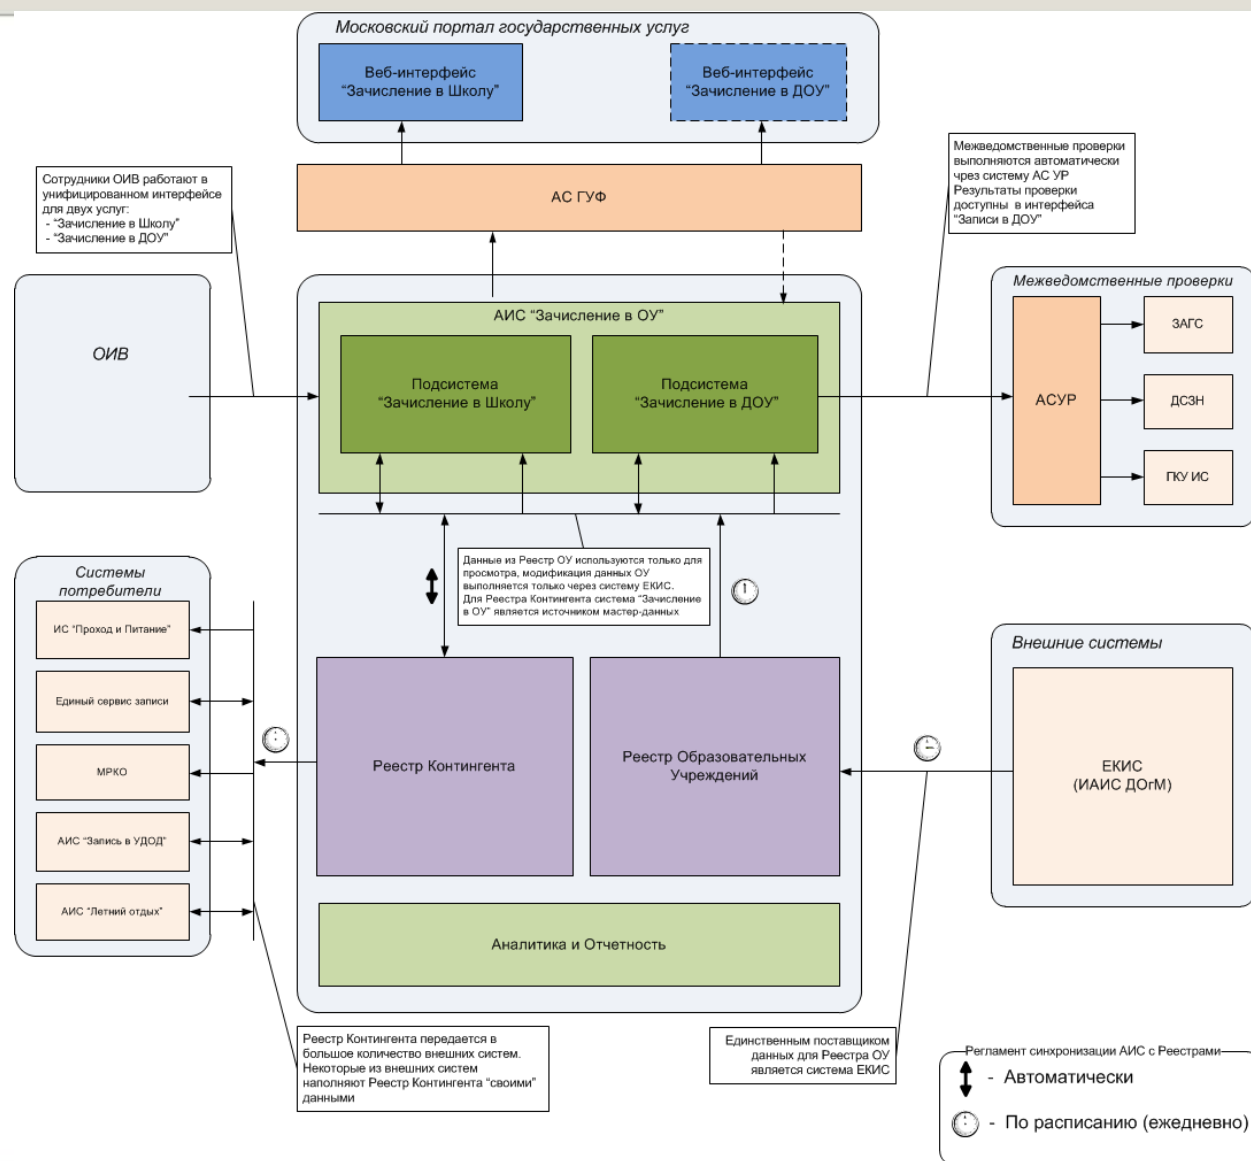 Московский портал государственных услуг
Веб-интерфейс
“Зачисление в Школу”
Веб-интерфейс
“Зачисление в ДОУ”
Сотрудники ОИВ работают в
унифицированном интерфейсе
для двух услуг:
- “Зачисление в Школу”
- “Зачисление в ДОУ”
АС ГУФ
Межведомственные проверки
выполняются автоматически
чрез систему АС УР
Результаты проверки
доступны в интерфейса
“Записи в ДОУ”
ОИВ
АИС “Зачисление в ОУ”
Подсистема
“Зачисление в Школу”
Подсистема
“Зачисление в ДОУ”
Межведомственные проверки
АСУР
ЗАГС
ДСЗН
ГКУ ИС
Данные из Реестр ОУ используются только для
просмотра, модификация данных ОУ
выполняется только через систему ЕКИС.
Для Реестра Контингента система “Зачисление
в ОУ” является источником мастер-данных
Системы
потребители
ИС “Проход и Питание”
Единый сервис записи
МРКО
АИС “Запись в УДОД”
АИС “Летний отдых”
Реестр Контингента
Реестр Образовательных
Учреждений
Внешние системы
ЕКИС
(ИАИС ДОгМ)
Аналитика и Отчетность
Реестр Контингента передается в
большое количество внешних систем.
Некоторые из внешних систем
наполняют Реестр Контингента “своими”
данными
Единственным поставщиком
данных для Реестра ОУ
является система ЕКИС
Регламент синхронизации АИС с Реестрами
- Автоматически
- По расписанию (ежедневно)